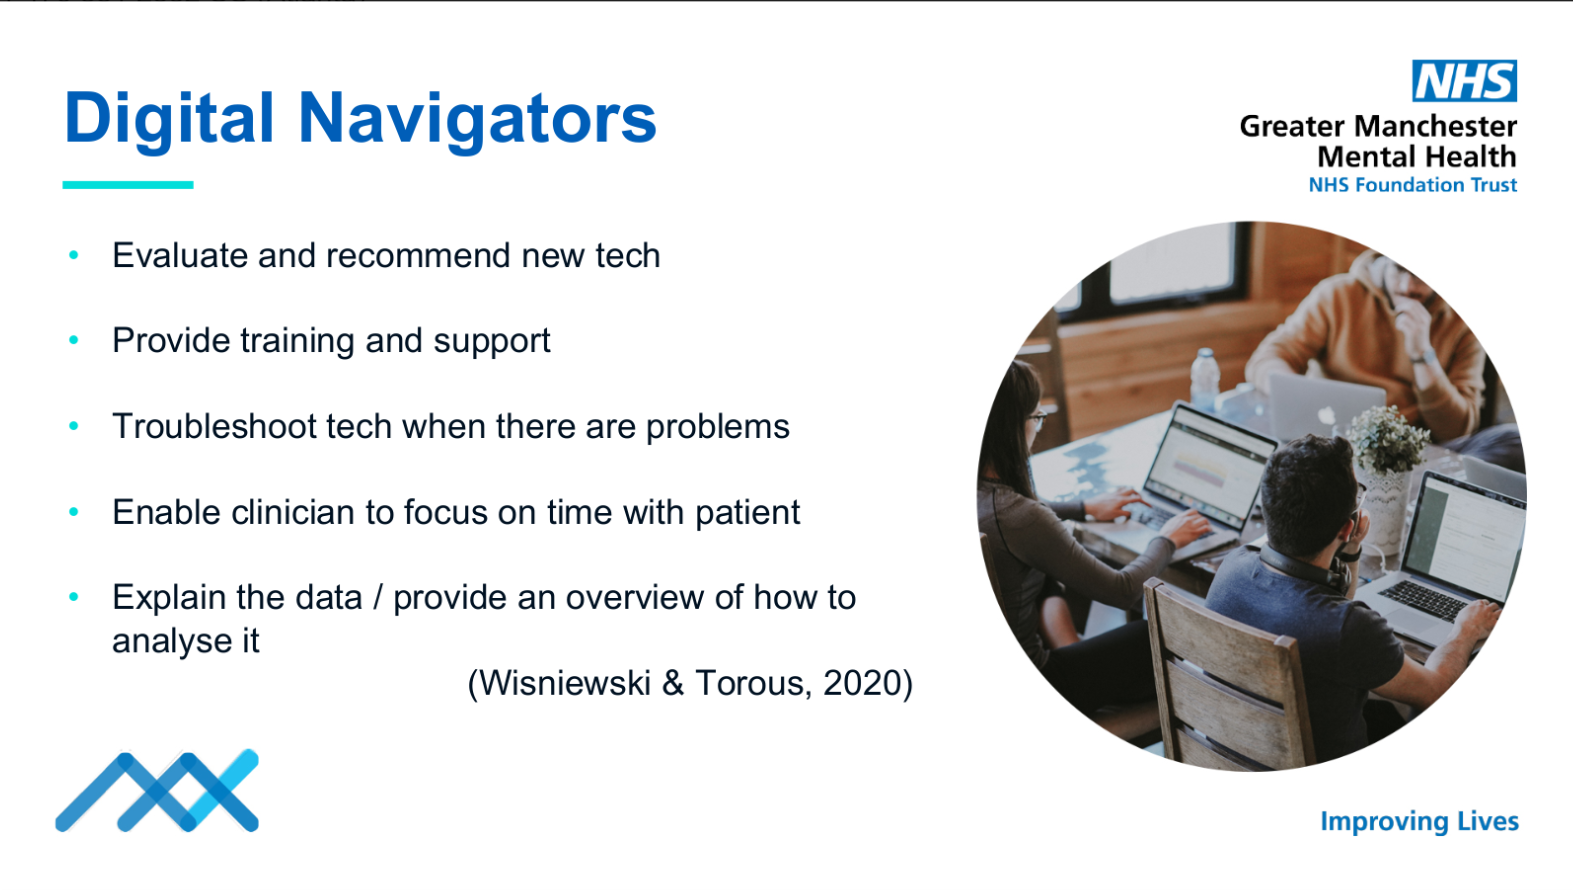 Digital Navigators
NHS
Greater Manchester
Mental Health
NHS Foundation Trust
• Evaluate and recommend new tech
• Provide training and support
• Troubleshoot tech when there are problems
• Enable clinician to focus on time with patient
• Explain the data / provide an overview of how to
analyse it
(Wisniewski & Torous, 2020)
Improving Lives